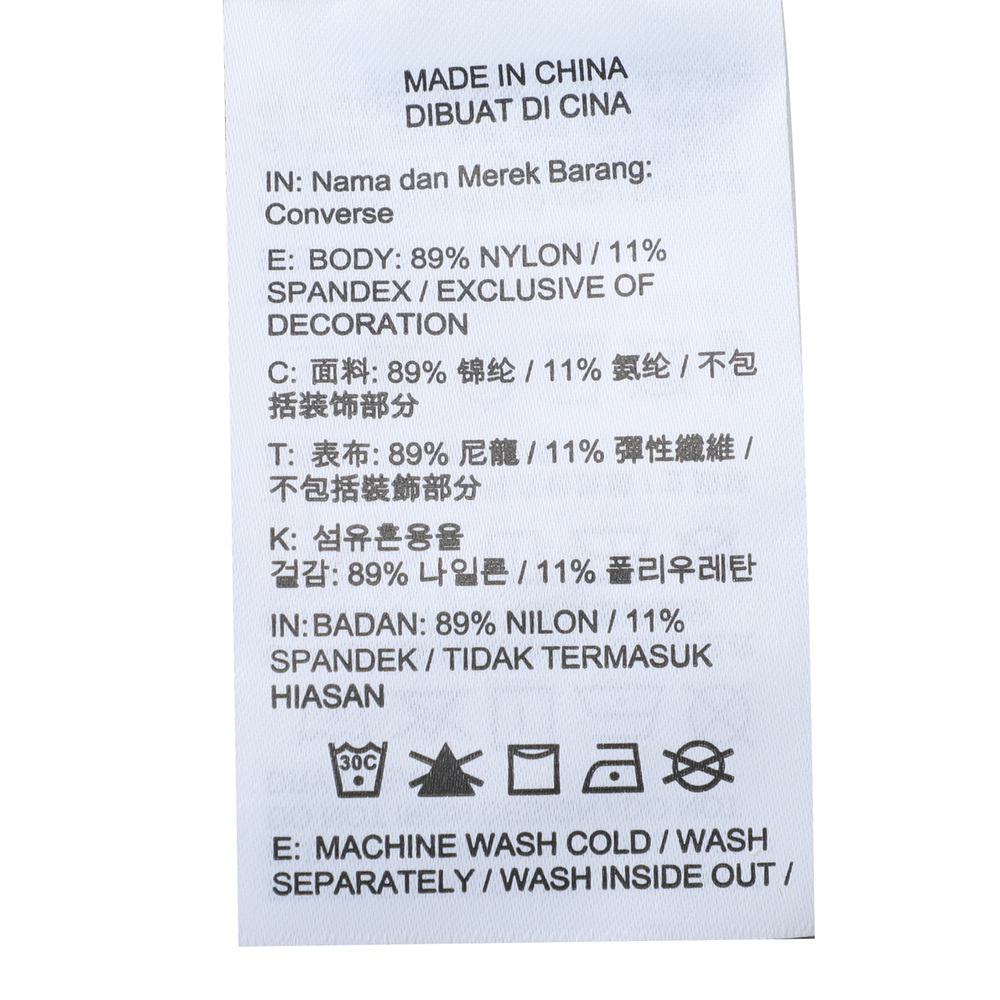 MADE IN CHINA
DIBUAT DI CINA
IN: Nama dan Merek Barang:
Converse
E: BODY: 89% NYLON / 11%
SPANDEX / EXCLUSIVE OF
DECORATION
C: 面料: 89% 锦纶 / 11% 氨纶 / 不包
括装饰部分
T: 表布: 89% 尼龍 / 11% 彈性纖維 /
不包括裝飾部分
K: 섬유혼용율
겉감: 89% 나일론 / 11% 폴리우레탄
IN: BADAN: 89% NILON / 11%
SPANDEK / TIDAK TERMASUK
HIASAN
30C
E: MACHINE WASH COLD / WASH
SEPARATELY / WASH INSIDE OUT /